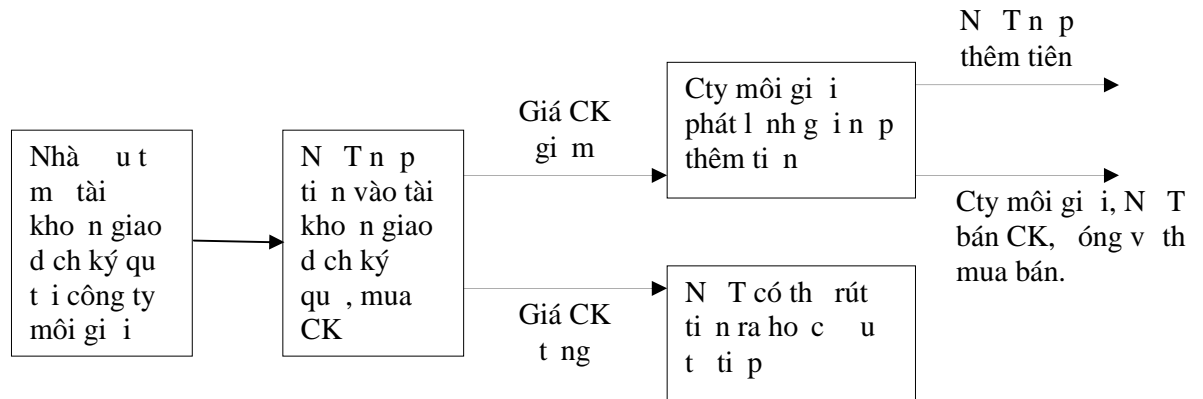 Nhà u t
m tài
kho n giao
d ch ký qu
t i công ty
môi gi i
N T n p
ti n vào tài
kho n giao
d ch ký
qu , mua
CK
Giá CK
gi m
Giá CK
t ng
Cty môi gi i
phát l nh g i n p
thêm ti n
N T có th rút
ti n ra ho c u
t ti p
N T n p
thêm tiên
Cty môi gi i, N T
bán CK, óng v th
mua bán.